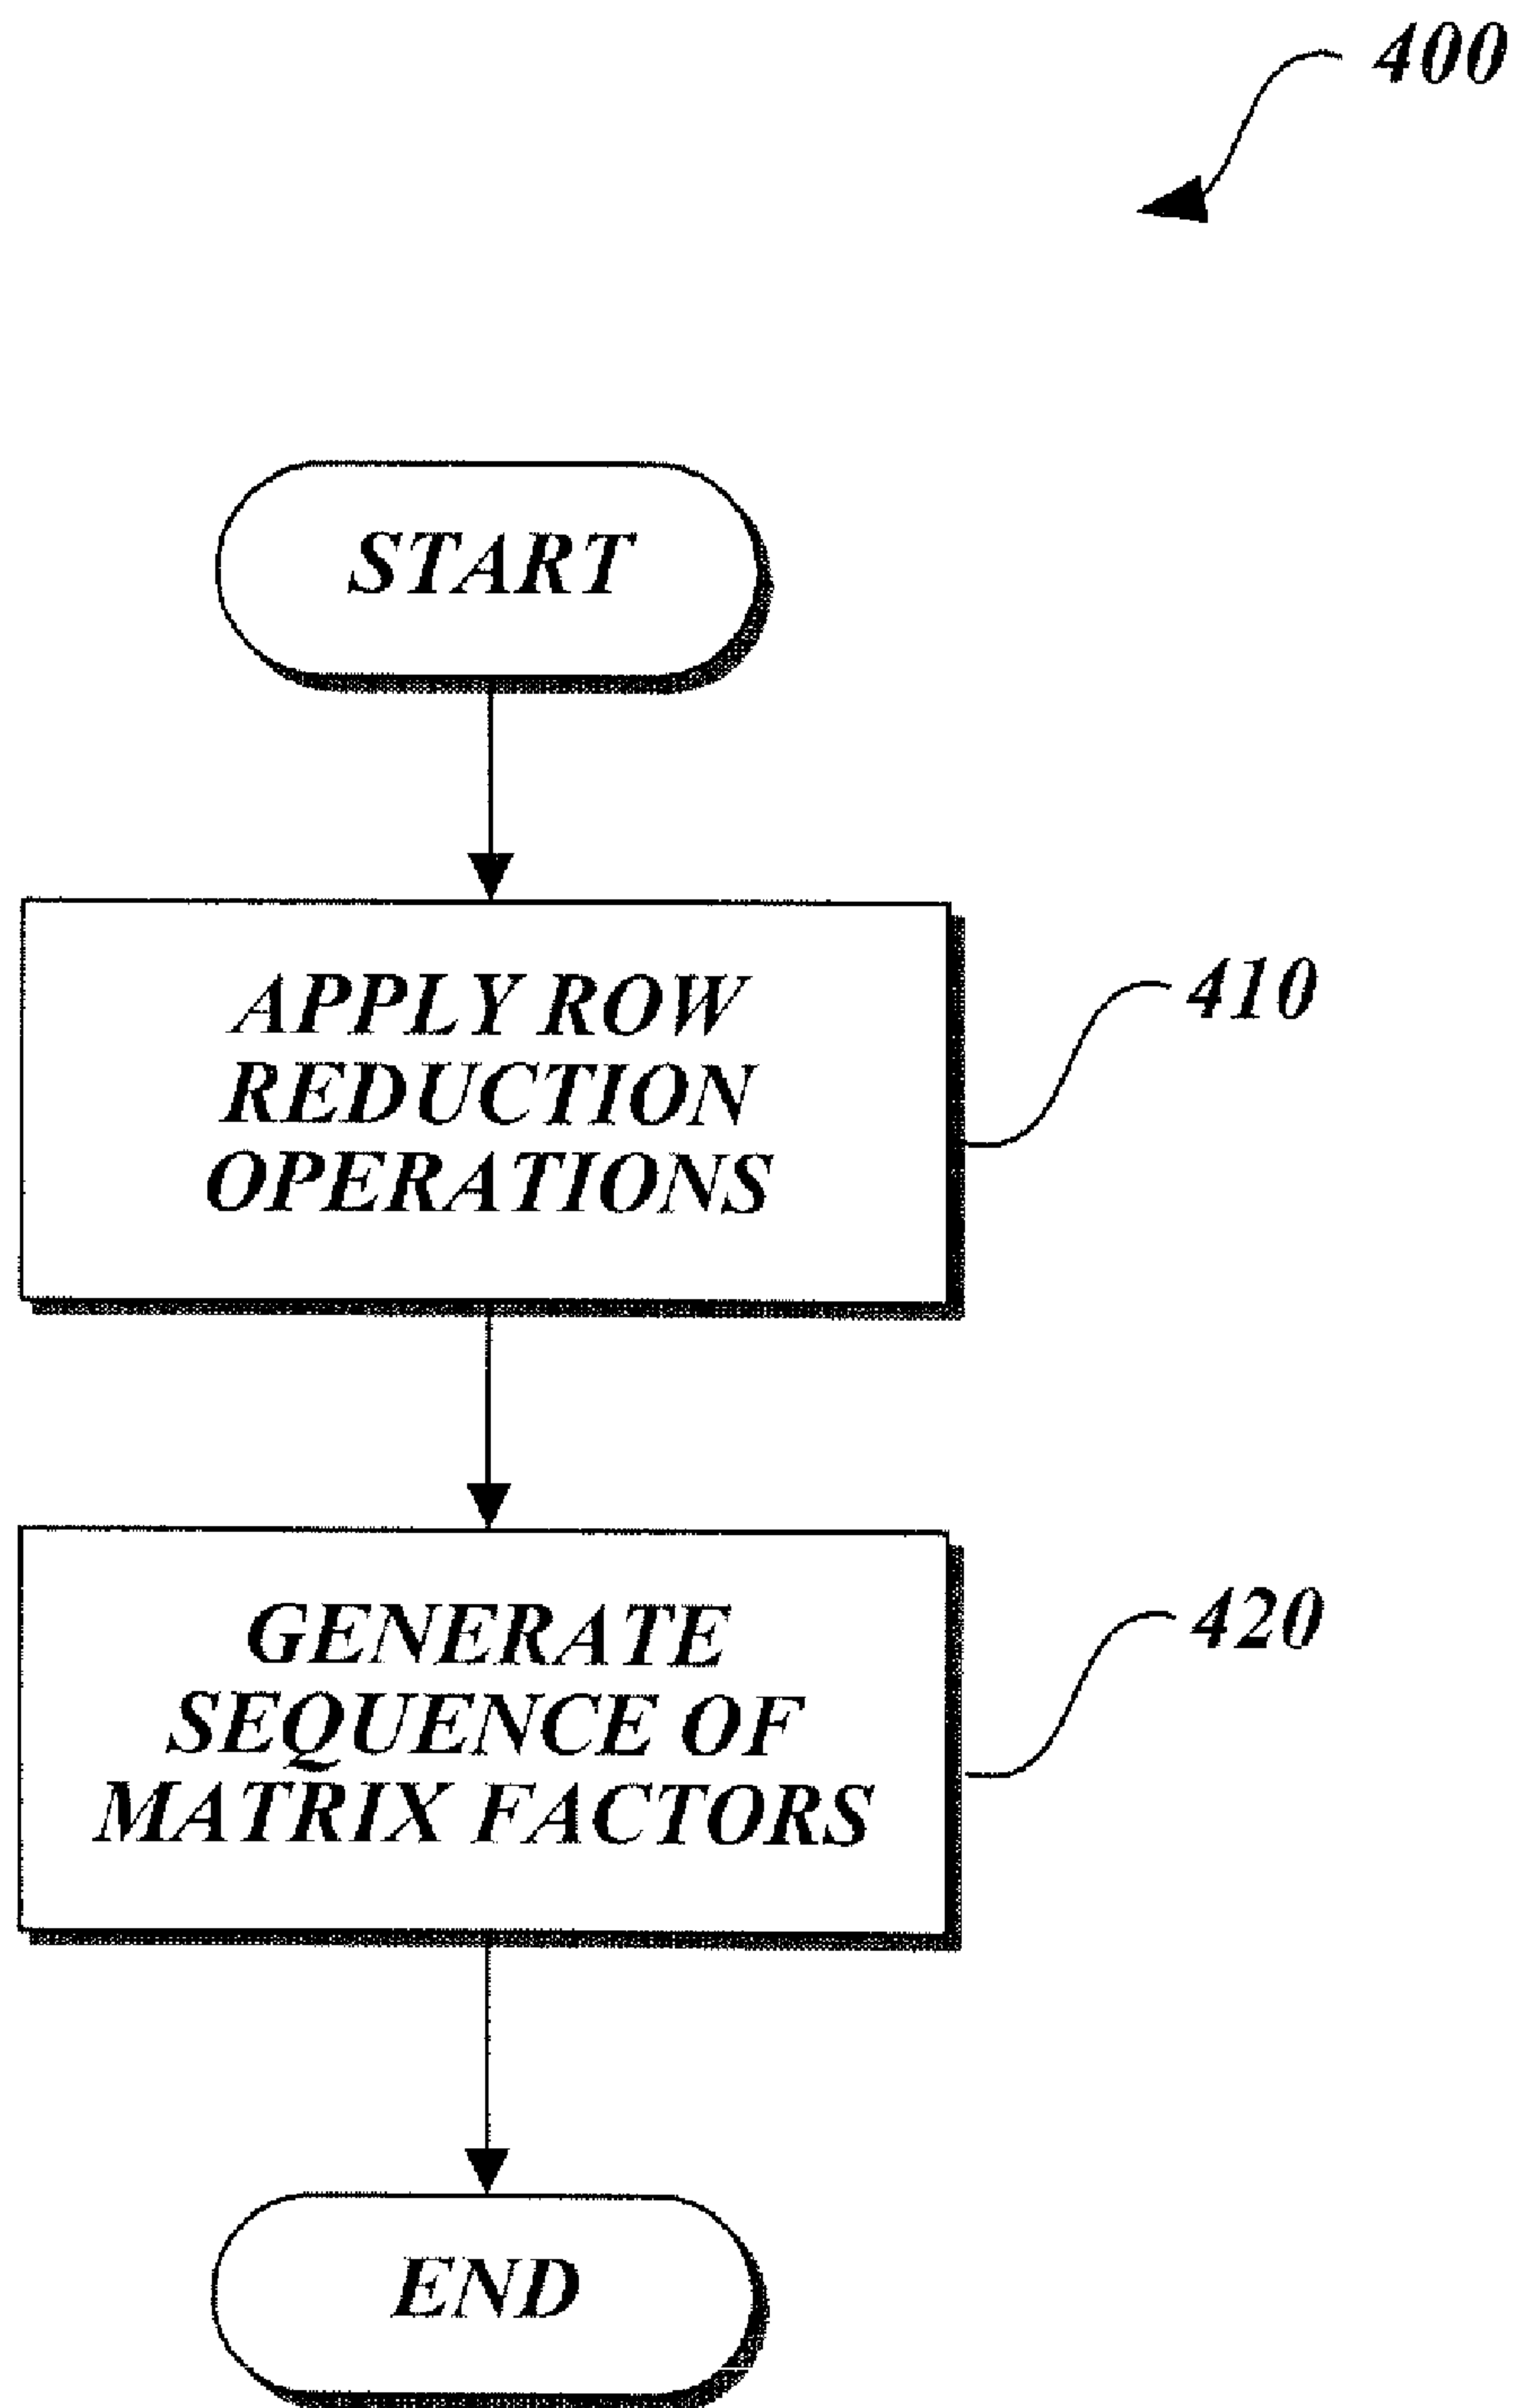 400
START
APPLY ROW
REDUCTION
OPERATIONS
410
GENERATE
SEQUENCE OF
MATRIX FACTORS
420
END